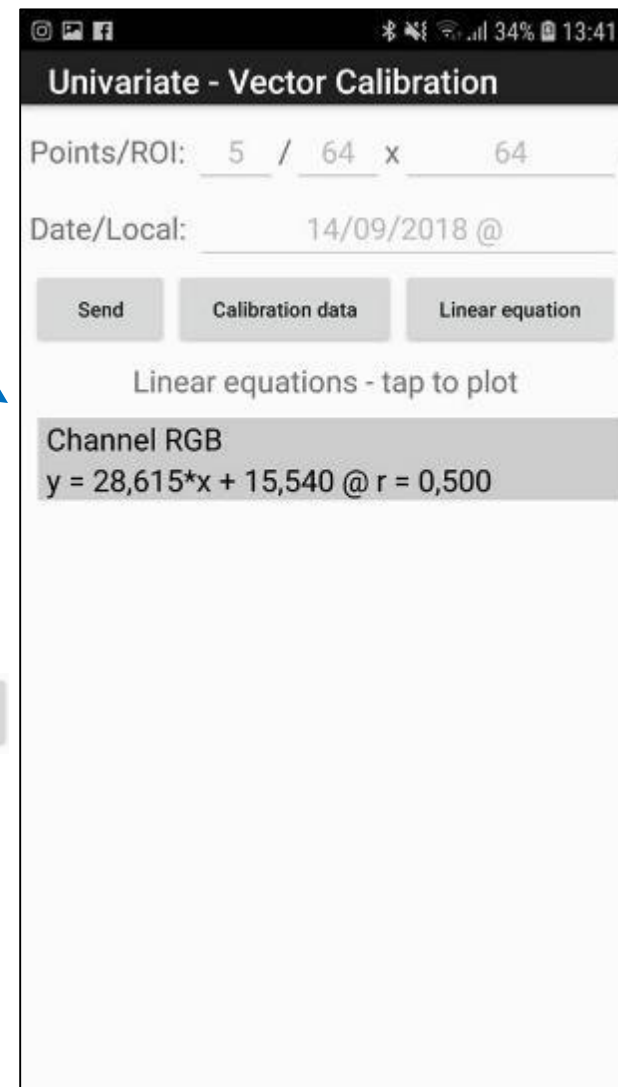 34% 13:41
Univariate - Vector Calibration
Points/ROI: 5 / 64 x 64
Date/Local: 14/09/2018 @
Send Calibration data Linear equation
Linear equations - tap to plot
Channel RGB
y = 28,615*x + 15,540 @ r = 0,500